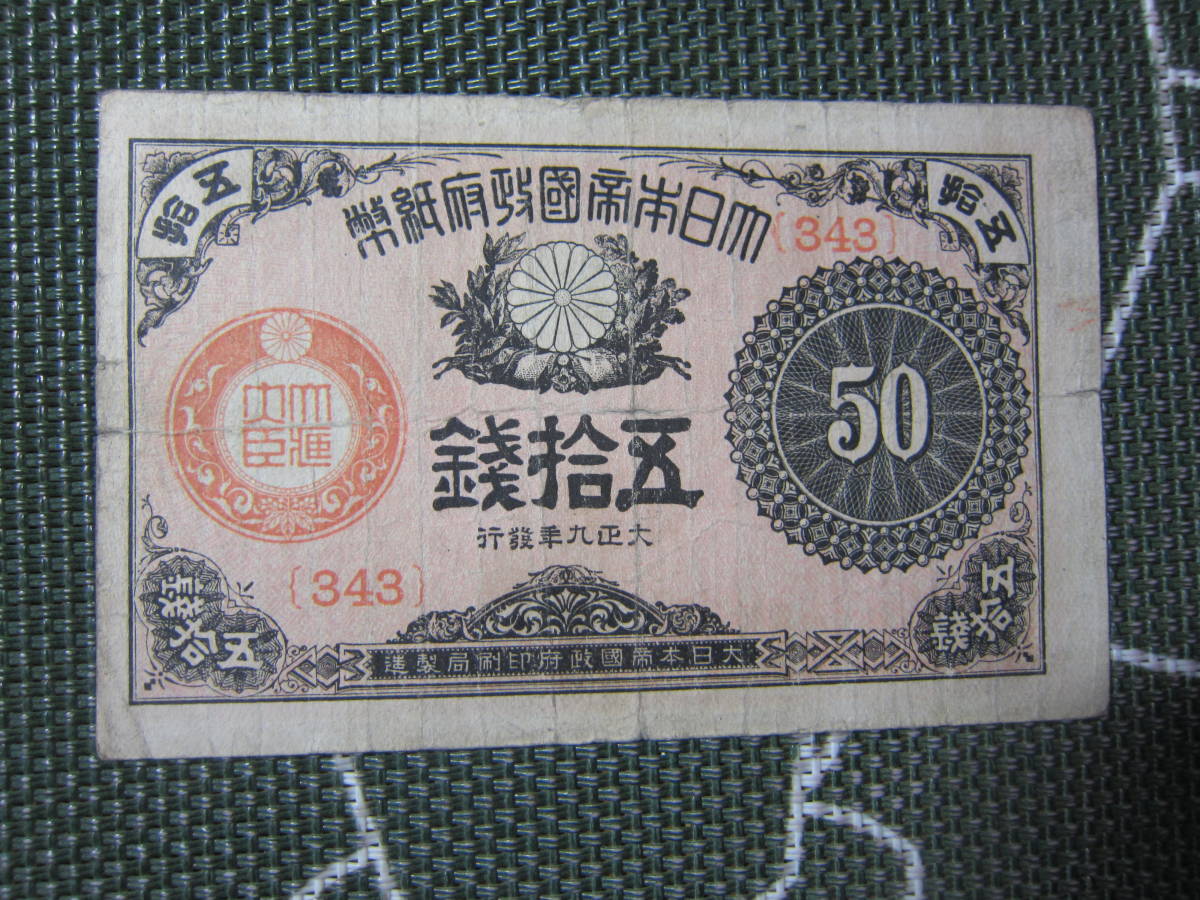 五拾
五拾
大日本帝國政府紙幣
{343}
大藏大臣
50
五拾錢
大正九年發行
{343}
五拾錢
五拾錢
大日本帝國政府印刷局製造